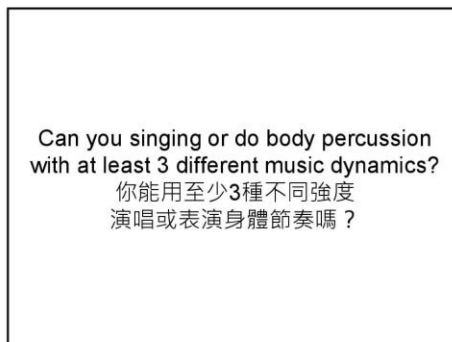 Can you singing or do body percussion
with at least 3 different music dynamics?
你能用至少3種不同強度
演唱或表演身體節奏嗎？